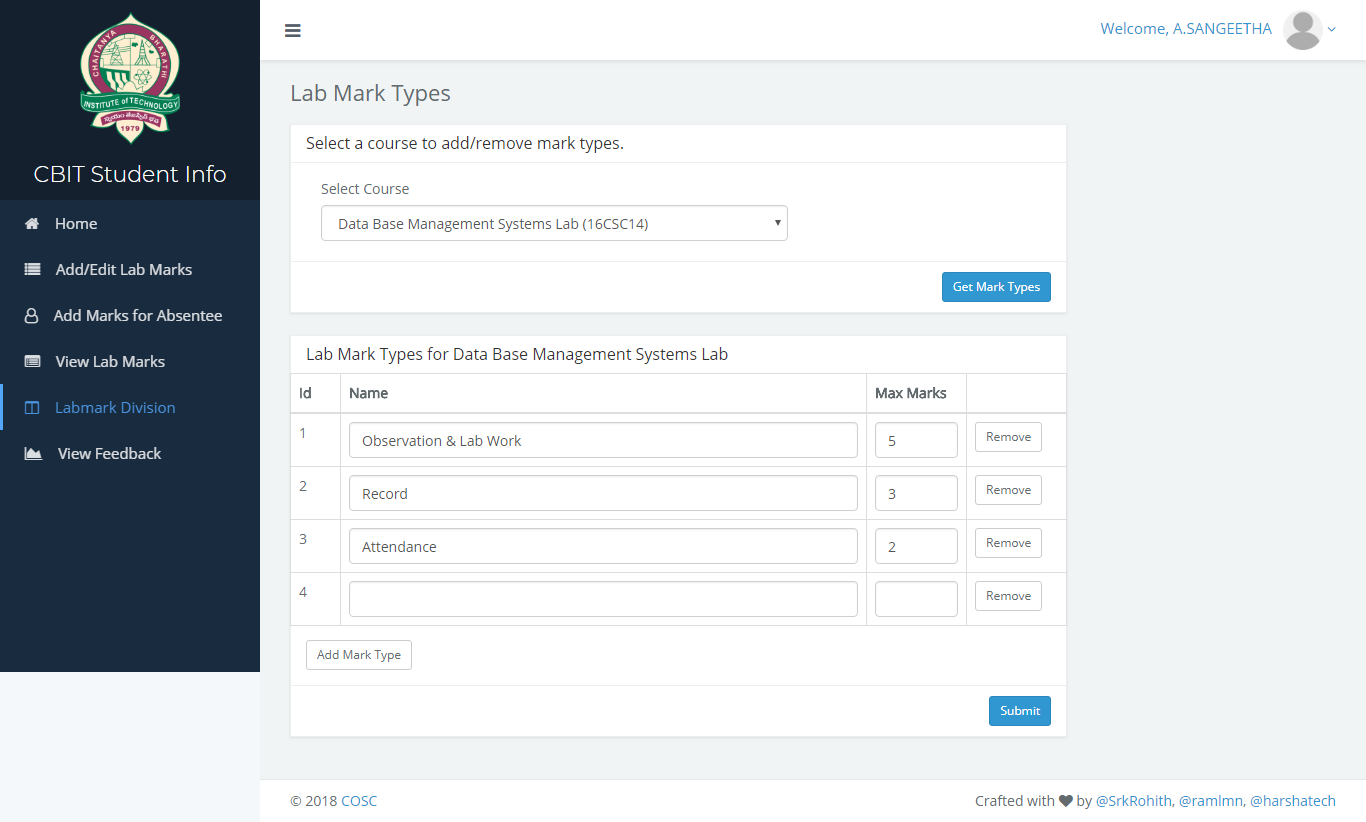 CHAITANYA BHARATHI
INSTITUTE of TECHNOLOGY
1979
CBIT Student Info
Home
Add/Edit Lab Marks
Add Marks for Absentee
View Lab Marks
Labmark Division
View Feedback
Welcome, A.SANGEETHA
Lab Mark Types
Select a course to add/remove mark types.
Select Course
Data Base Management Systems Lab (16CSC14)
Get Mark Types
Lab Mark Types for Data Base Management Systems Lab
Id Name Max Marks
1 Observation & Lab Work 5 Remove
2 Record 3 Remove
3 Attendance 2 Remove
4 Remove
Add Mark Type
Submit
© 2018 COSC
Crafted with ♥ by @SrkRohith, @ramlmn, @harshatech